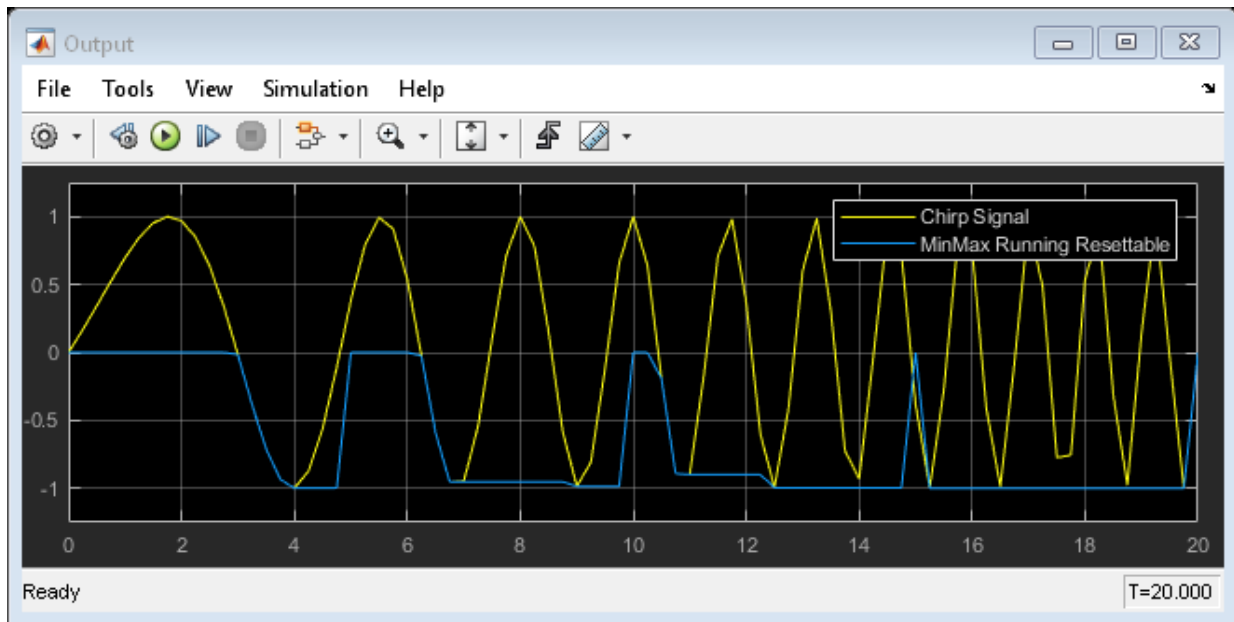 Output
File Tools View Simulation Help
Chirp Signal
MinMax Running Resettable
1
0.5
0
-0.5
-1
0 2 4 6 8 10 12 14 16 18 20
Ready T=20.000